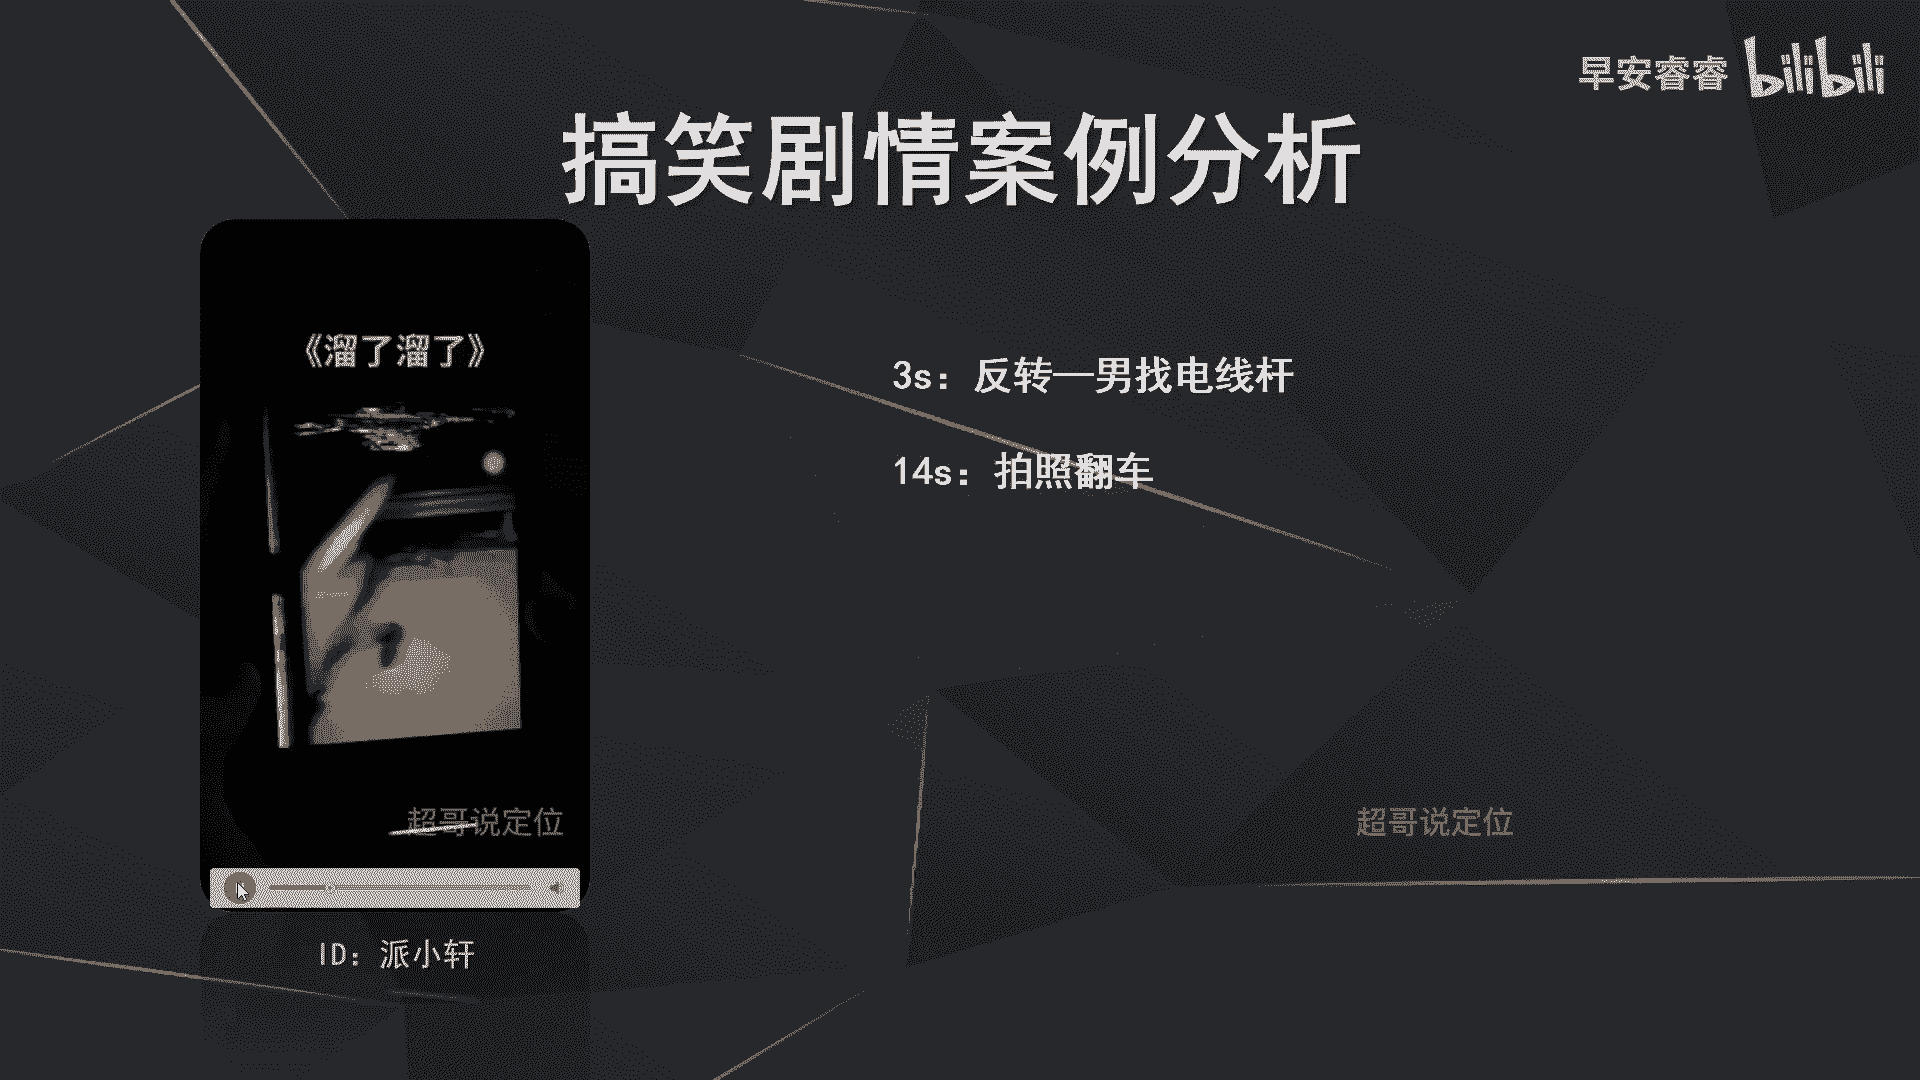 早安睿睿 bilibili
搞笑剧情案例分析
《溜了溜了》
3s：反转—男找电线杆
14s：拍照翻车
超哥说定位
超哥说定位
ID：派小轩